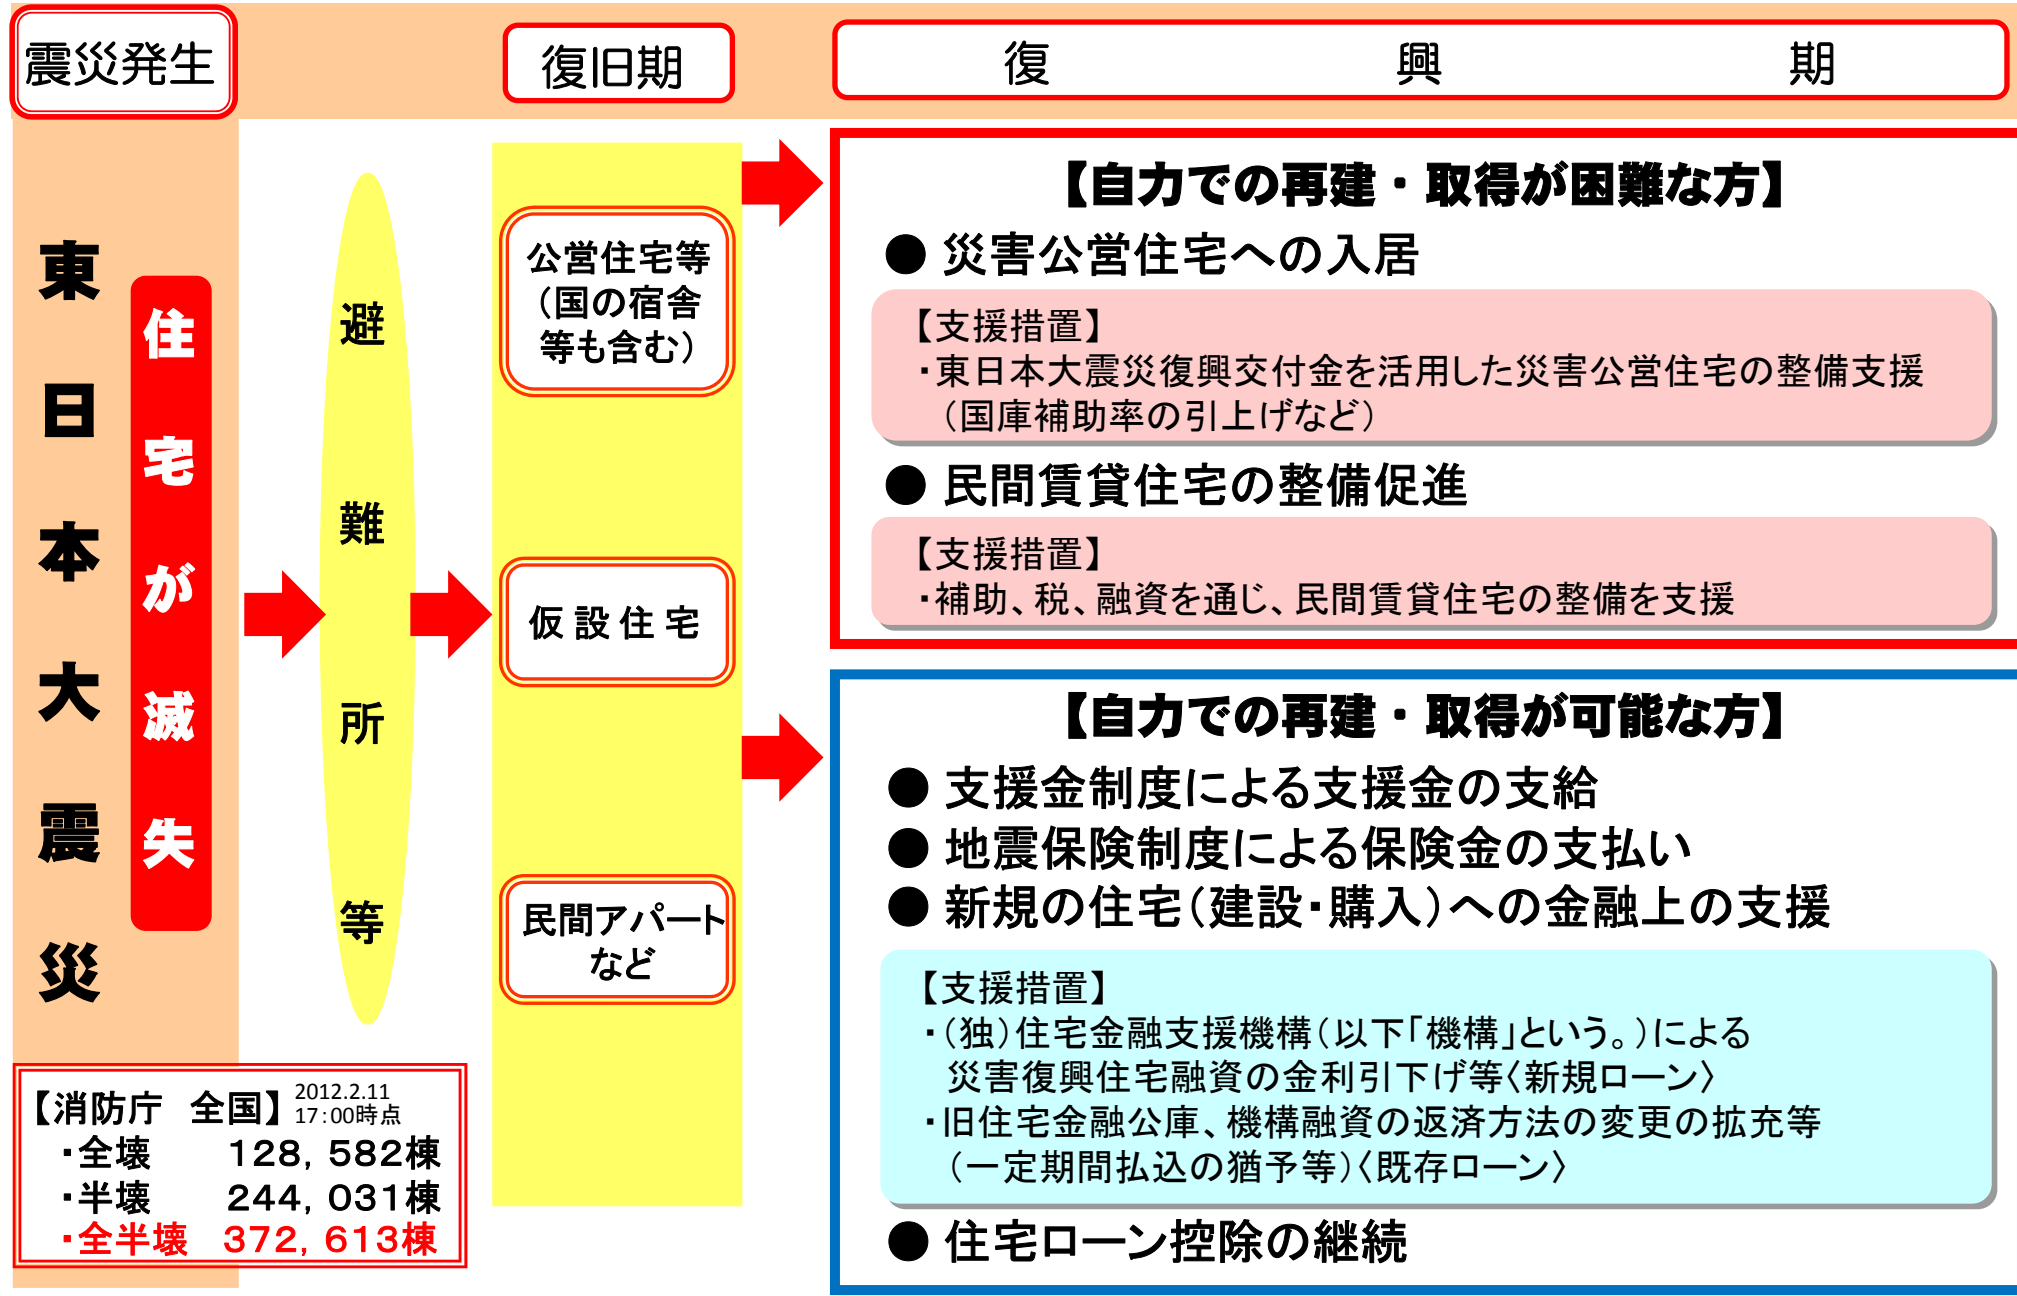 震災発生
復旧期
復興期
東日本大震災
住宅が滅失
避難所等
公営住宅等
（国の宿舎
等も含む）
仮設住宅
民間アパート
など
【自力での再建・取得が困難な方】
● 災害公営住宅への入居
【支援措置】
・東日本大震災復興交付金を活用した災害公営住宅の整備支援
（国庫補助率の引上げなど）
● 民間賃貸住宅の整備促進
【支援措置】
・補助、税、融資を通じ、民間賃貸住宅の整備を支援
【自力での再建・取得が可能な方】
● 支援金制度による支援金の支給
● 地震保険制度による保険金の支払い
● 新規の住宅（建設・購入）への金融上の支援
【支援措置】
・（独）住宅金融支援機構（以下「機構」という。）による
災害復興住宅融資の金利引下げ等〈新規ローン〉
・旧住宅金融公庫、機構融資の返済方法の変更の拡充等
（一定期間払込の猶予等）〈既存ローン〉
● 住宅ローン控除の継続
【消防庁　全国】 2012.2.11
17:00時点
・全壊　128，582棟
・半壊　244，031棟
・全半壊　372，613棟